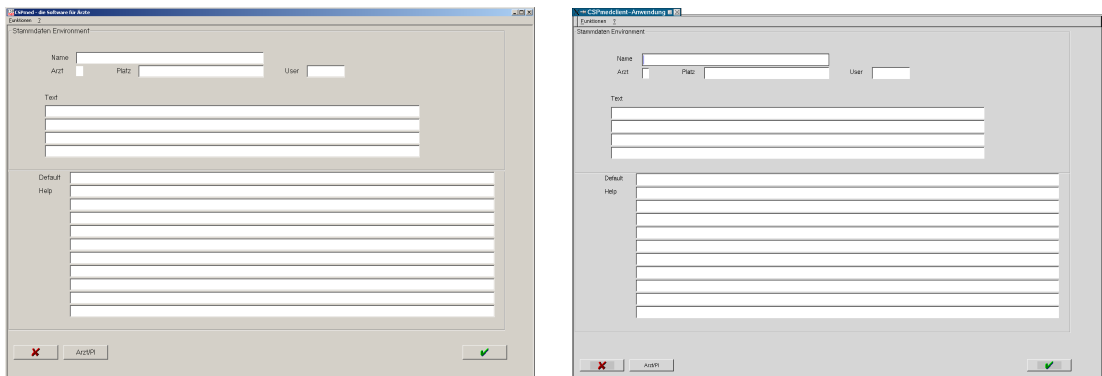 CSPmed - die Software für Ärzte
Funktionen ?
Stammdaten Environment
Name
Arzt Platz User
Text
Default
Help
Arzt/Pl
CSPmedclient-Anwendung
Funktionen ?
Stammdaten Environment
Name
Arzt Platz User
Text
Default
Help
Arzt/Pl